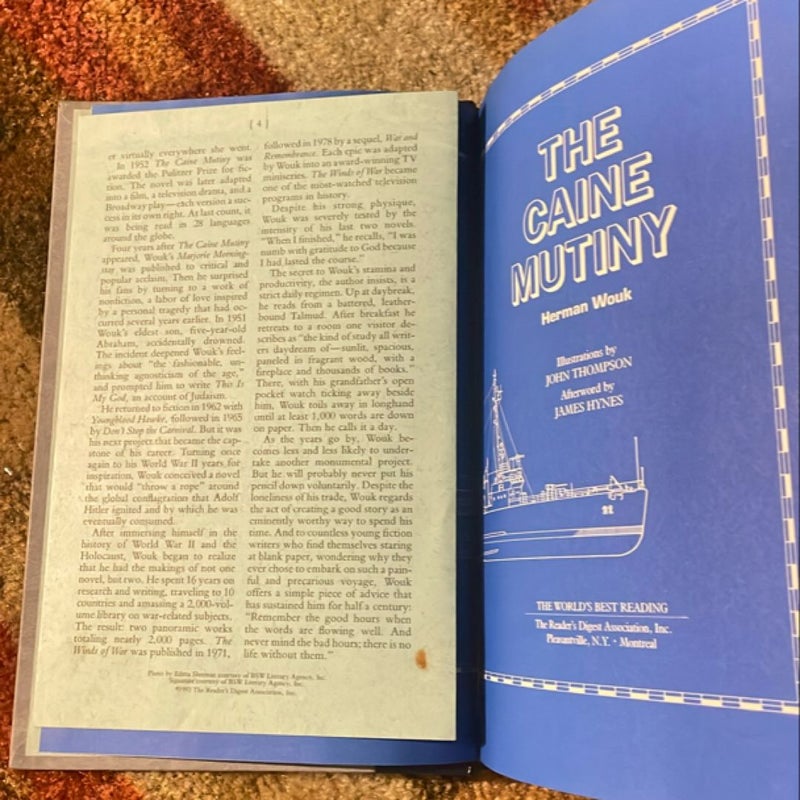 [ 4 ]
er virtually everywhere she went.
In 1952 The Caine Mutiny was
awarded the Pulitzer Prize for fic-
tion. The novel was later adapted
into a film, a television drama, and a
Broadway play—each version a suc-
cess in its own right. At last count, it
was being read in 28 languages
around the globe.
Four years after The Caine Mutiny
appeared, Wouk's Marjorie Morning-
star was published to critical and
popular acclaim. Then he surprised
his fans by turning to a work of
nonfiction, a labor of love inspired
by a personal tragedy that had oc-
curred several years earlier. In 1951
Wouk's eldest son, five-year-old
Abraham, accidentally drowned.
The incident deepened Wouk's feel-
ings about "the fashionable, un-
thinking agnosticism of the age,"
and prompted him to write This Is
My God, an account of Judaism.
He returned to fiction in 1962 with
Youngblood Hawke, followed in 1965
by Don't Stop the Carnival. But it was
his next project that became the cap-
stone of his career. Turning once
again to his World War II years for
inspiration, Wouk conceived a novel
that would "throw a rope" around
the global conflagration that Adolf
Hitler ignited and by which he was
eventually consumed.
After immersing himself in the
history of World War II and the
Holocaust, Wouk began to realize
that he had the makings of not one
novel, but two. He spent 16 years on
research and writing, traveling to 10
countries and amassing a 2,000-vol-
ume library on war-related subjects.
The result: two panoramic works
totaling nearly 2,000 pages. The
Winds of War was published in 1971,
followed in 1978 by a sequel, War and
Remembrance. Each epic was adapted
by Wouk into an award-winning TV
miniseries. The Winds of War became
one of the most-watched television
programs in history.
Despite his strong physique,
Wouk was severely tested by the
intensity of his last two novels.
"When I finished," he recalls, "I was
numb with gratitude to God because
I had lasted the course."
The secret to Wouk's stamina and
productivity, the author insists, is a
strict daily regimen. Up at daybreak,
he reads from a battered, leather-
bound Talmud. After breakfast he
retreats to a room one visitor de-
scribes as "the kind of study all writ-
ers daydream of—sunlit, spacious,
paneled in fragrant wood, with a
fireplace and thousands of books."
There, with his grandfather's open
pocket watch ticking away beside
him, Wouk toils away in longhand
until at least 1,000 words are down
on paper. Then he calls it a day.
As the years go by, Wouk be-
comes less and less likely to under-
take another monumental project.
But he will probably never put his
pencil down voluntarily. Despite the
loneliness of his trade, Wouk regards
the act of creating a good story as an
eminently worthy way to spend his
time. And to countless young fiction
writers who find themselves staring
at blank paper, wondering why they
ever chose to embark on such a pain-
ful and precarious voyage, Wouk
offers a simple piece of advice that
has sustained him for half a century:
"Remember the good hours when
the words are flowing well. And
never mind the bad hours; there is no
life without them."
Photo by Edina Sherman courtesy of BSW Literary Agency, Inc.
Signature courtesy of BSW Literary Agency, Inc.
The Reader's Digest Association, Inc.
THE
CAINE
MUTINY
Herman Wouk
Illustrations by
JOHN THOMPSON
Afterword by
JAMES HYNES
THE WORLD'S BEST READING
The Reader's Digest Association, Inc.
Pleasantville, N.Y. • Montreal